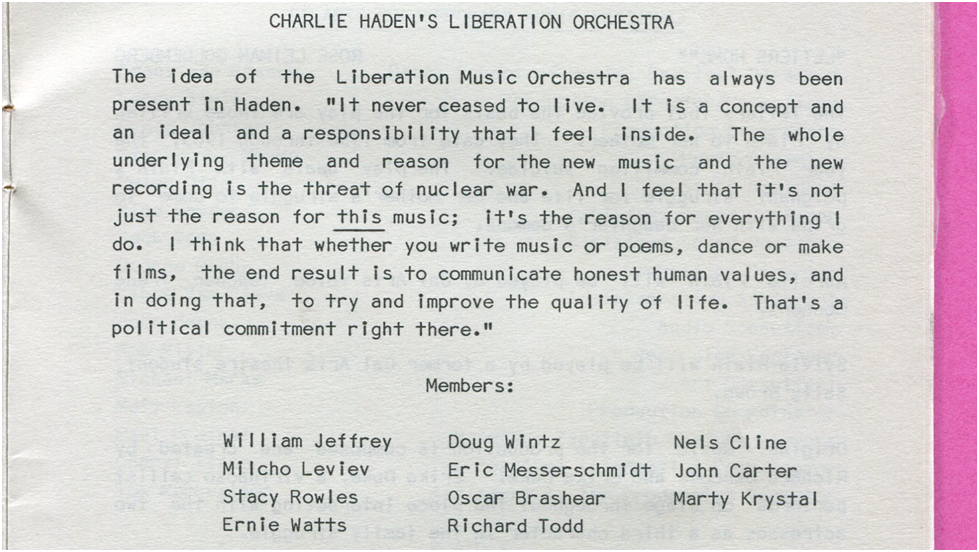 CHARLIE HADEN'S LIBERATION ORCHESTRA
The idea of the Liberation Music Orchestra has always been
present in Haden. "It never ceased to live. It is a concept and
an ideal and a responsibility that I feel inside. The whole
underlying theme and reason for the new music and the new
recording is the threat of nuclear war. And I feel that it's not
just the reason for this music; it's the reason for everything I
do. I think that whether you write music or poems, dance or make
films, the end result is to communicate honest human values, and
in doing that, to try and improve the quality of life. That's a
political commitment right there."
Members:
William Jeffrey Doug Wintz Nels Cline
Milcho Leviev Eric Messerschmidt John Carter
Stacy Rowles Oscar Brashear Marty Krystal
Ernie Watts Richard Todd